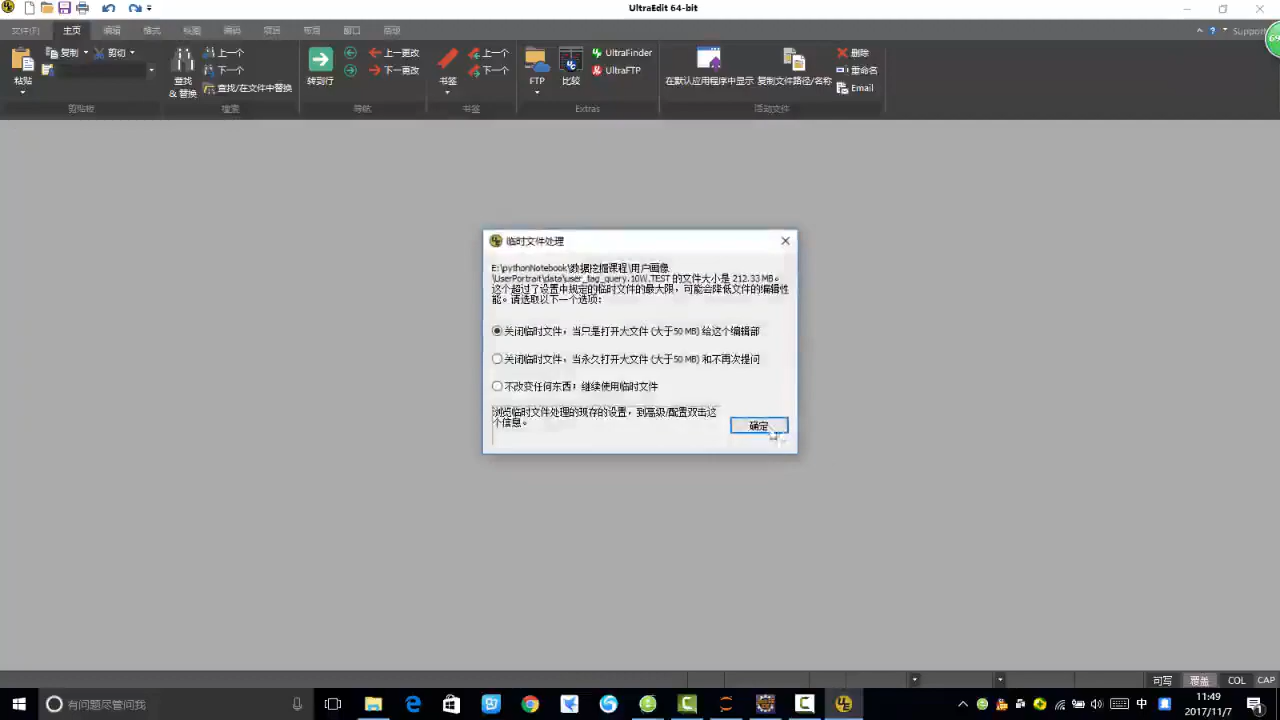 UltraEdit 64-bit
文件(F) 主页 编辑 格式 视图 编码 项目 布局 窗口 高级
Support
粘贴
复制 剪切
剪贴板
查找
& 替换
上一个
下一个
查找/在文件中替换
搜索
转到行
上一更改
下一更改
导航
书签
上一个
下一个
书签
FTP
比较
UltraFinder
UltraFTP
Extras
在默认应用程序中显示
复制文件路径/名称
删除
重命名
Email
活动文件
临时文件处理
E:\pythonNotebook\数据挖掘课程\用户画像
\UserPortrait\data\user_tag_query.10W.TEST 的文件大小是 212.33 MB。
这个超过了设置中规定的临时文件的最大限，可能会降低文件的编辑性
能。请选取以下一个选项:
关闭临时文件，当只是打开大文件 (大于50 MB) 给这个编辑部
关闭临时文件，当永久打开大文件 (大于50 MB) 和不再次提问
不改变任何东西；继续使用临时文件
浏览临时文件处理的现存的设置，到高级/配置双击这
个信息。
确定
可写 覆盖 COL CAP
有问题尽管问我
中
11:49
2017/11/7